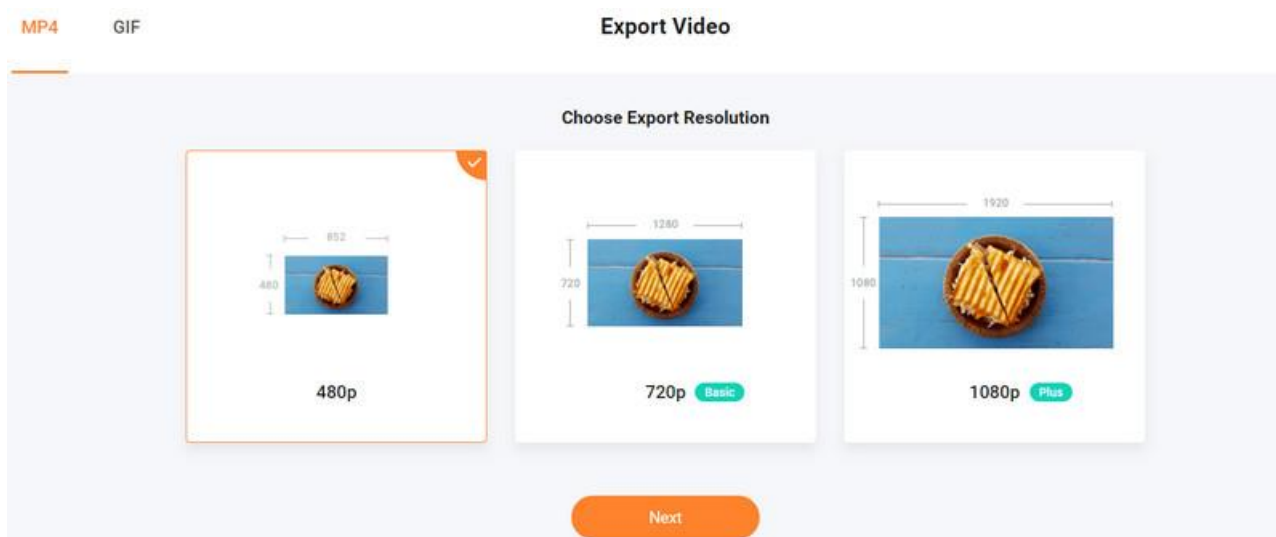 MP4 GIF Export Video
Choose Export Resolution
852
480
480p
1280
720
720p Basic
1920
1080
1080p Plus
Next